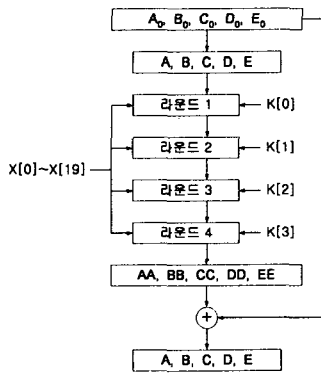 A₀, B₀, C₀, D₀, E₀
A, B, C, D, E
라운드 1
K[0]
라운드 2
K[1]
X[0]~X[19]
라운드 3
K[2]
라운드 4
K[3]
AA, BB, CC, DD, EE
+
A, B, C, D, E